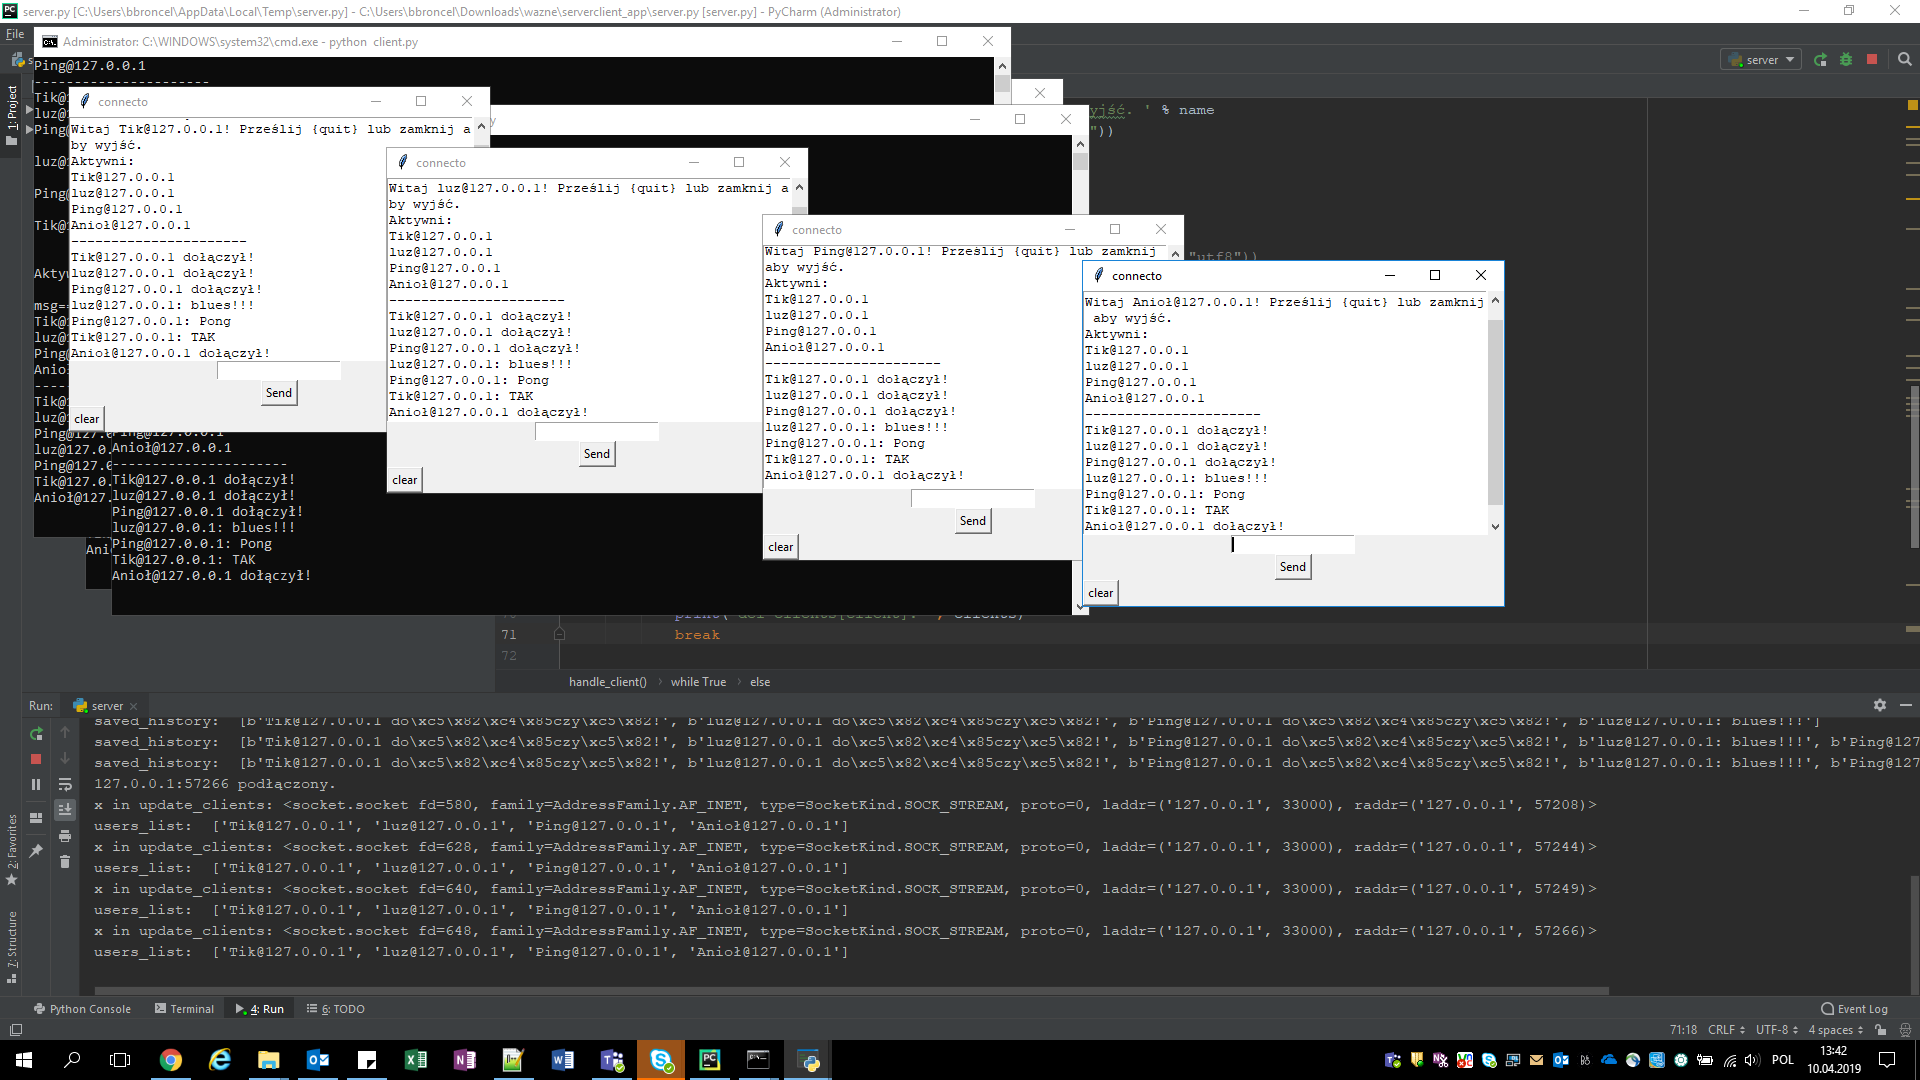 server.py [C:\Users\bbroncel\AppData\Local\Temp\server.py] - C:\Users\bbroncel\Downloads\wazne\serverclient_app\server.py [server.py] - PyCharm (Administrator)
File
server
1: Project
Administrator: C:\WINDOWS\system32\cmd.exe - python  client.py
Ping@127.0.0.1
----------------------
yjść. ' % name
"))
"utf8"))
connecto
Witaj Tik@127.0.0.1! Prześlij {quit} lub zamknij a
by wyjść.
Aktywni:
Tik@127.0.0.1
luz@127.0.0.1
Ping@127.0.0.1
Anioł@127.0.0.1
----------------------
Tik@127.0.0.1 dołączył!
luz@127.0.0.1 dołączył!
Ping@127.0.0.1 dołączył!
luz@127.0.0.1: blues!!!
Ping@127.0.0.1: Pong
Tik@127.0.0.1: TAK
Anioł@127.0.0.1 dołączył!
Send
clear
connecto
Witaj luz@127.0.0.1! Prześlij {quit} lub zamknij a
by wyjść.
Aktywni:
Tik@127.0.0.1
luz@127.0.0.1
Ping@127.0.0.1
Anioł@127.0.0.1
----------------------
Tik@127.0.0.1 dołączył!
luz@127.0.0.1 dołączył!
Ping@127.0.0.1 dołączył!
luz@127.0.0.1: blues!!!
Ping@127.0.0.1: Pong
Tik@127.0.0.1: TAK
Anioł@127.0.0.1 dołączył!
Send
clear
connecto
Witaj Ping@127.0.0.1! Prześlij {quit} lub zamknij
aby wyjść.
Aktywni:
Tik@127.0.0.1
luz@127.0.0.1
Ping@127.0.0.1
Anioł@127.0.0.1
----------------------
Tik@127.0.0.1 dołączył!
luz@127.0.0.1 dołączył!
Ping@127.0.0.1 dołączył!
luz@127.0.0.1: blues!!!
Ping@127.0.0.1: Pong
Tik@127.0.0.1: TAK
Anioł@127.0.0.1 dołączył!
Send
clear
connecto
Witaj Anioł@127.0.0.1! Prześlij {quit} lub zamknij
 aby wyjść.
Aktywni:
Tik@127.0.0.1
luz@127.0.0.1
Ping@127.0.0.1
Anioł@127.0.0.1
----------------------
Tik@127.0.0.1 dołączył!
luz@127.0.0.1 dołączył!
Ping@127.0.0.1 dołączył!
luz@127.0.0.1: blues!!!
Ping@127.0.0.1: Pong
Tik@127.0.0.1: TAK
Anioł@127.0.0.1 dołączył!
Send
clear
Anioł@127.0.0.1
----------------------
Tik@127.0.0.1 dołączył!
luz@127.0.0.1 dołączył!
Ping@127.0.0.1 dołączył!
luz@127.0.0.1: blues!!!
Ping@127.0.0.1: Pong
Tik@127.0.0.1: TAK
Anioł@127.0.0.1 dołączył!
71 break
72
handle_client() while True else
Run: server
saved_history:  [b'Tik@127.0.0.1 do\xc5\x82\xc4\x85czy\xc5\x82!', b'luz@127.0.0.1 do\xc5\x82\xc4\x85czy\xc5\x82!', b'Ping@127.0.0.1 do\xc5\x82\xc4\x85czy\xc5\x82!', b'luz@127.0.0.1: blues!!!']
saved_history:  [b'Tik@127.0.0.1 do\xc5\x82\xc4\x85czy\xc5\x82!', b'luz@127.0.0.1 do\xc5\x82\xc4\x85czy\xc5\x82!', b'Ping@127.0.0.1 do\xc5\x82\xc4\x85czy\xc5\x82!', b'luz@127.0.0.1: blues!!!', b'Ping@127
saved_history:  [b'Tik@127.0.0.1 do\xc5\x82\xc4\x85czy\xc5\x82!', b'luz@127.0.0.1 do\xc5\x82\xc4\x85czy\xc5\x82!', b'Ping@127.0.0.1 do\xc5\x82\xc4\x85czy\xc5\x82!', b'luz@127.0.0.1: blues!!!', b'Ping@127
127.0.0.1:57266 podłączony.
x in update_clients: <socket.socket fd=580, family=AddressFamily.AF_INET, type=SocketKind.SOCK_STREAM, proto=0, laddr=('127.0.0.1', 33000), raddr=('127.0.0.1', 57208)>
users_list:  ['Tik@127.0.0.1', 'luz@127.0.0.1', 'Ping@127.0.0.1', 'Anioł@127.0.0.1']
x in update_clients: <socket.socket fd=628, family=AddressFamily.AF_INET, type=SocketKind.SOCK_STREAM, proto=0, laddr=('127.0.0.1', 33000), raddr=('127.0.0.1', 57244)>
users_list:  ['Tik@127.0.0.1', 'luz@127.0.0.1', 'Ping@127.0.0.1', 'Anioł@127.0.0.1']
x in update_clients: <socket.socket fd=640, family=AddressFamily.AF_INET, type=SocketKind.SOCK_STREAM, proto=0, laddr=('127.0.0.1', 33000), raddr=('127.0.0.1', 57249)>
users_list:  ['Tik@127.0.0.1', 'luz@127.0.0.1', 'Ping@127.0.0.1', 'Anioł@127.0.0.1']
x in update_clients: <socket.socket fd=648, family=AddressFamily.AF_INET, type=SocketKind.SOCK_STREAM, proto=0, laddr=('127.0.0.1', 33000), raddr=('127.0.0.1', 57266)>
users_list:  ['Tik@127.0.0.1', 'luz@127.0.0.1', 'Ping@127.0.0.1', 'Anioł@127.0.0.1']
2: Favorites
7: Structure
Python Console Terminal 4: Run 6: TODO Event Log
71:18 CRLF UTF-8 4 spaces
POL
13:42
10.04.2019